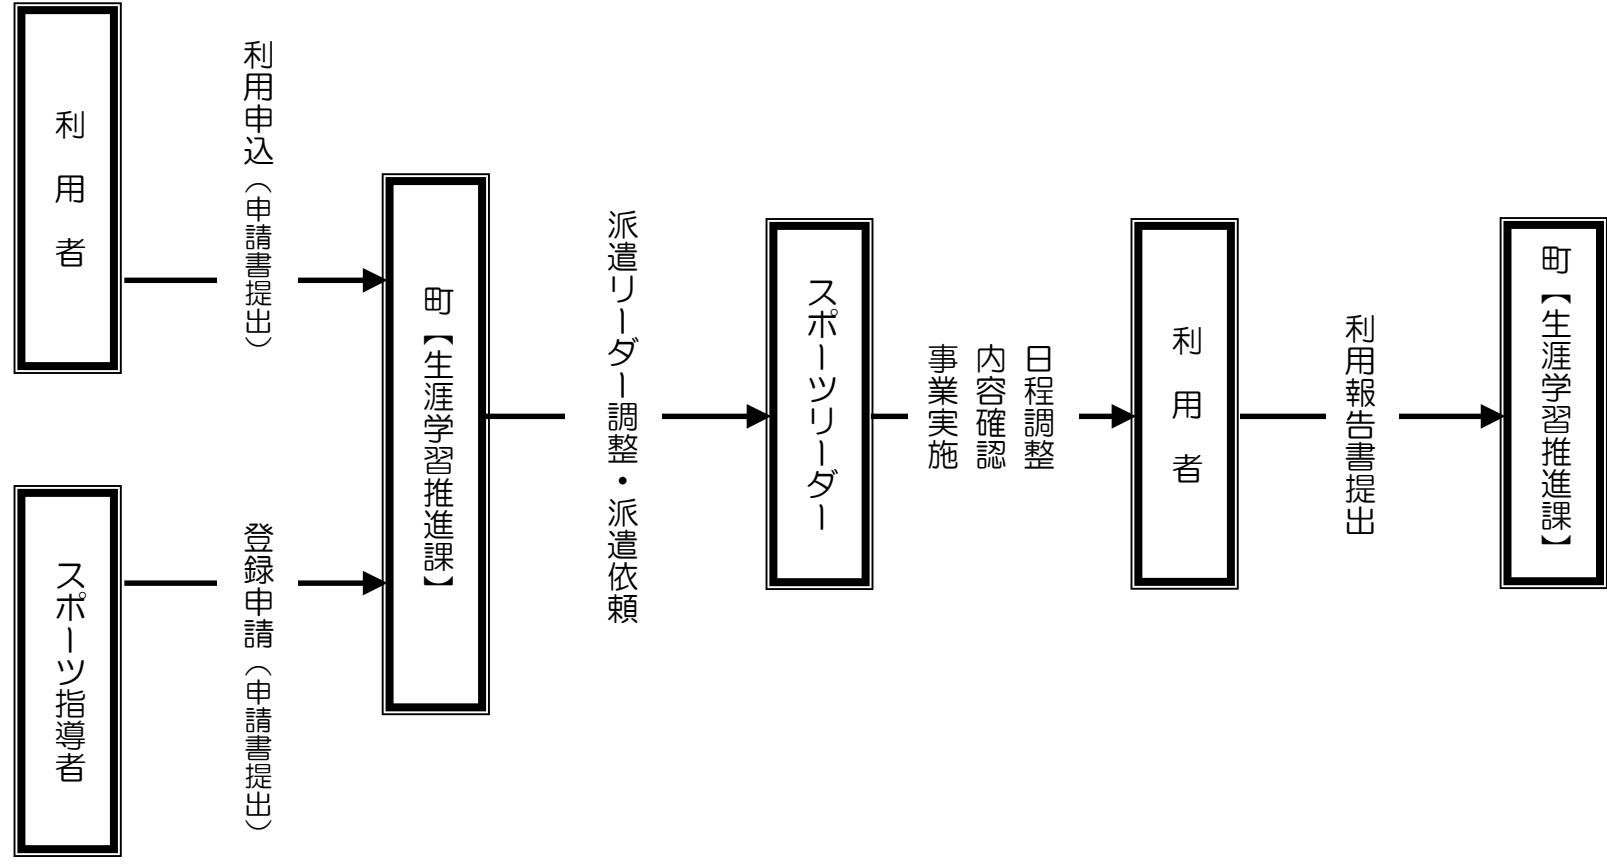 利用者
利用申込（申請書提出）
スポーツ指導者
登録申請（申請書提出）
町【生涯学習推進課】
派遣リーダー調整・派遣依頼
スポーツリーダー
日程調整
内容確認
事業実施
利用者
利用報告書提出
町【生涯学習推進課】